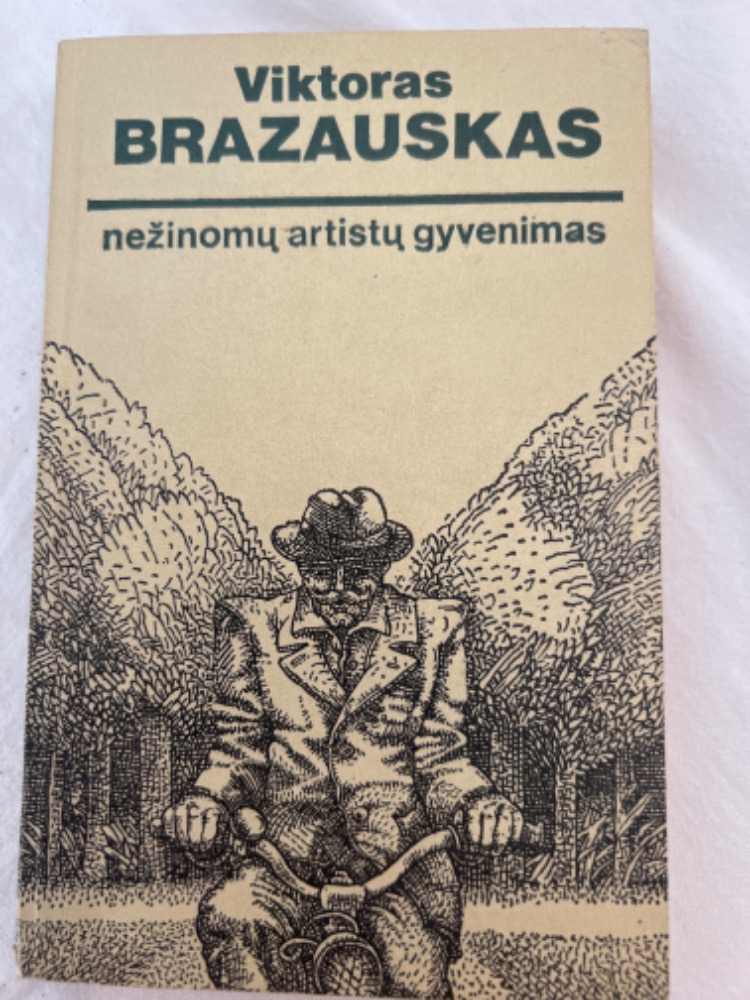 Viktoras
BRAZAUSKAS
nežinomų artistų gyvenimas